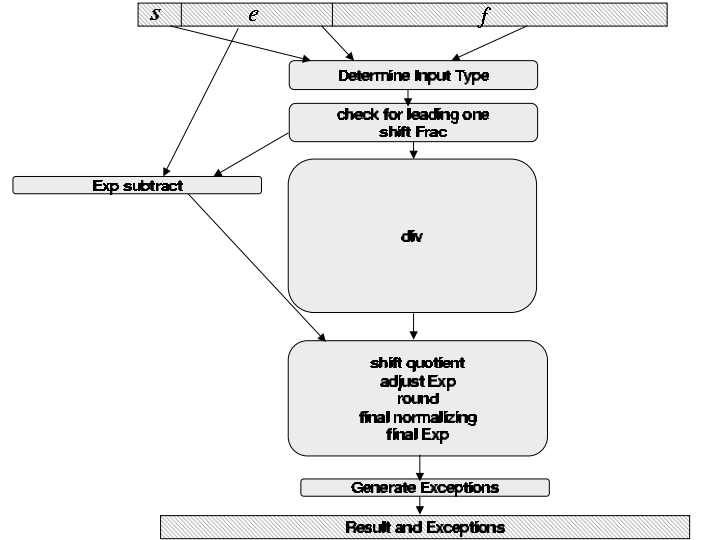 s e f
Determine Input Type
check for leading one
shift Frac
Exp subtract
div
shift quotient
adjust Exp
round
final normalizing
final Exp
Generate Exceptions
Result and Exceptions